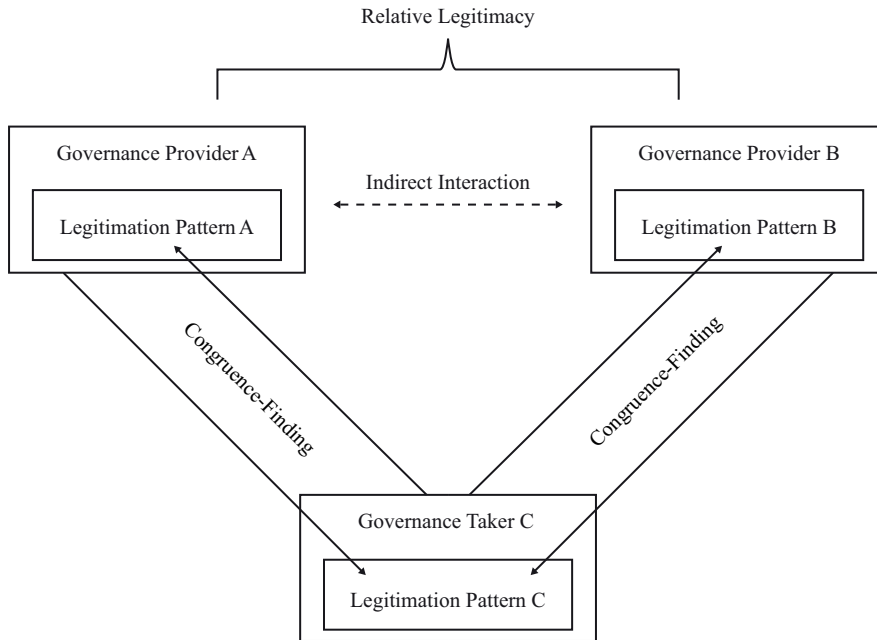 Relative Legitimacy
Governance Provider A
Governance Provider B
Indirect Interaction
Legitimation Pattern A
Legitimation Pattern B
Congruence-Finding
Congruence-Finding
Governance Taker C
Legitimation Pattern C